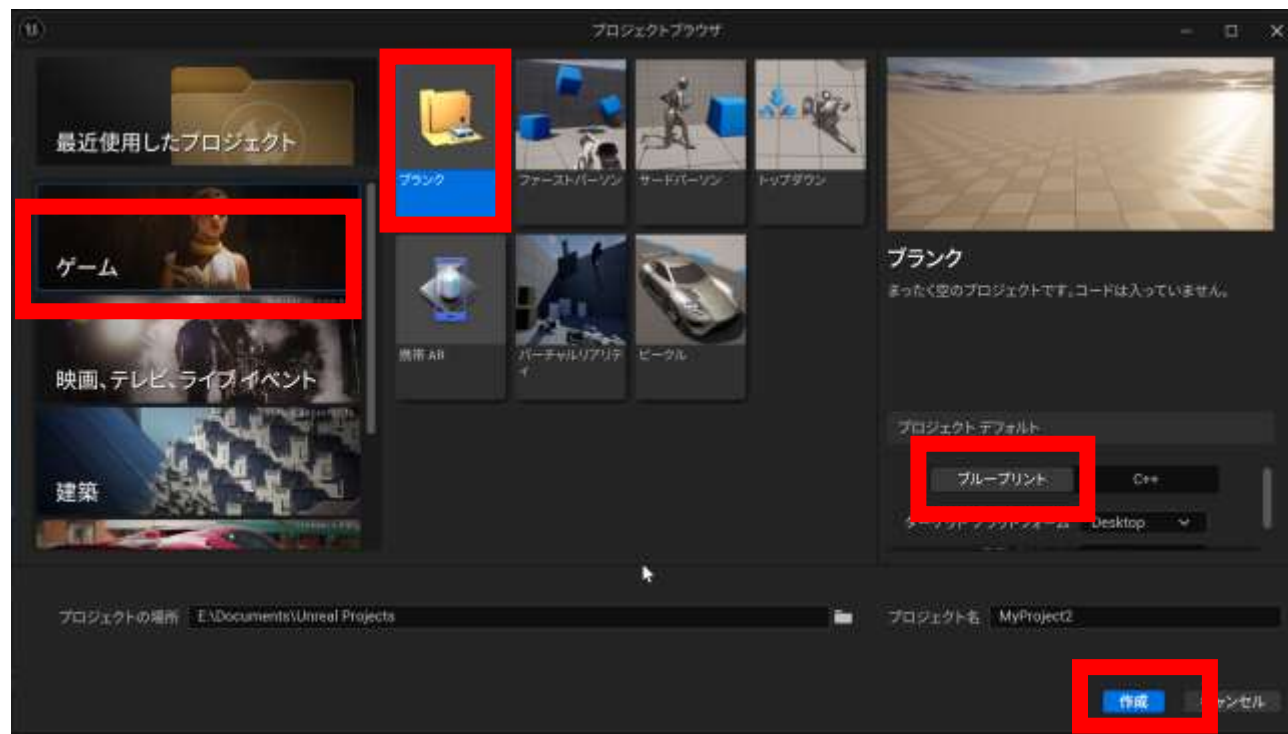 プロジェクトブラウザ
最近使用したプロジェクト
ゲーム
映画、テレビ、ライブ イベント
建築
ブランク
ファーストパーソン
サードパーソン
トップダウン
携帯 AR
バーチャルリアリティ
ビークル
ブランク
まったく空のプロジェクトです。コードは入っていません。
プロジェクト デフォルト
ブループリント
C++
Desktop
プロジェクトの場所
E:\Documents\Unreal Projects
プロジェクト名
MyProject2
作成
ャンセル